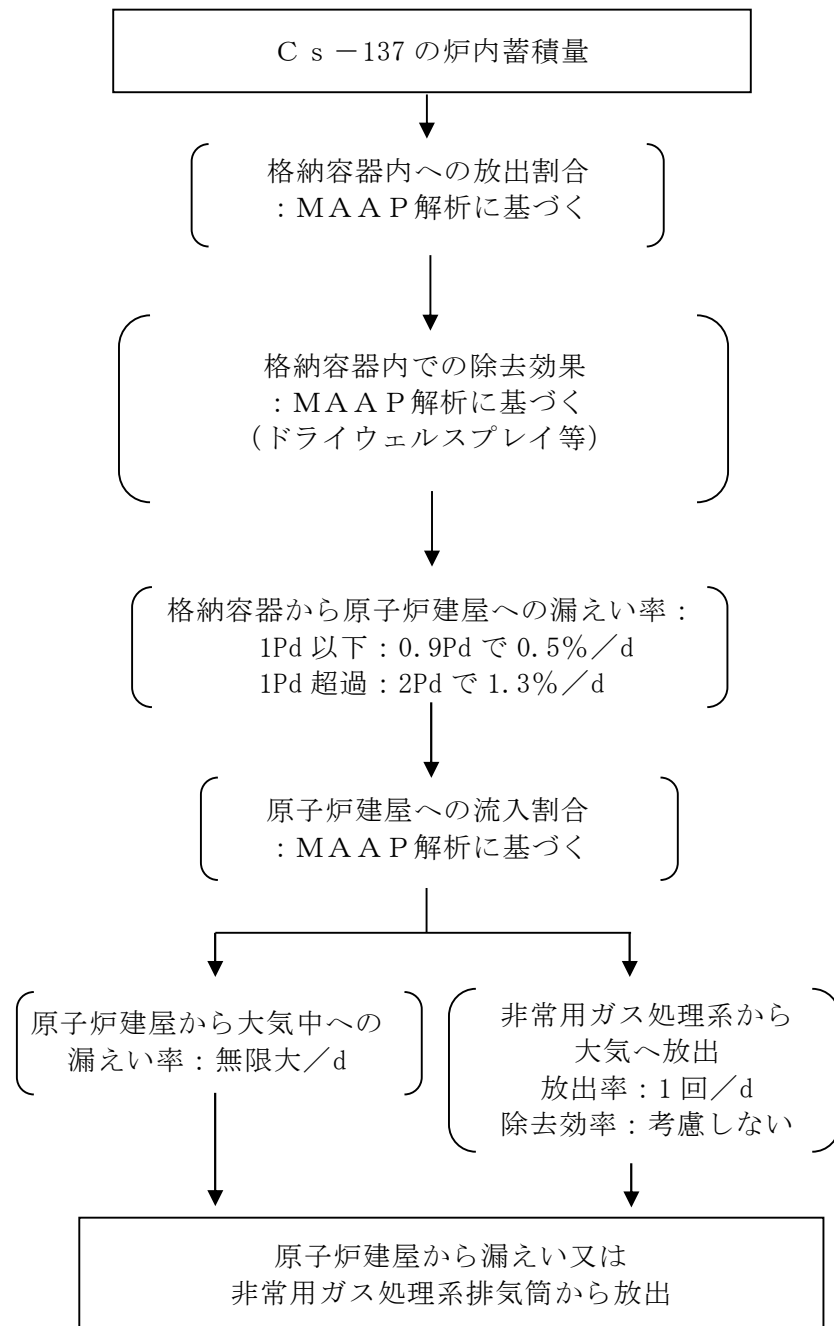 Ｃｓ－137 の炉内蓄積量
格納容器内への放出割合
：ＭＡＡＰ解析に基づく
格納容器内での除去効果
：ＭＡＡＰ解析に基づく
（ドライウェルスプレイ等）
格納容器から原子炉建屋への漏えい率：
1Pd 以下：0.9Pd で 0.5％／d
1Pd 超過：2Pd で 1.3％／d
原子炉建屋への流入割合
：ＭＡＡＰ解析に基づく
原子炉建屋から大気中への
漏えい率：無限大／d
非常用ガス処理系から
大気へ放出
放出率：1 回／d
除去効率：考慮しない
原子炉建屋から漏えい又は
非常用ガス処理系排気筒から放出